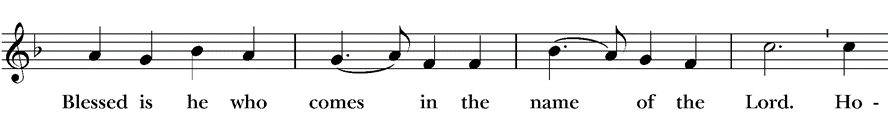 Blessed is he who comes in the name of the Lord. Ho -